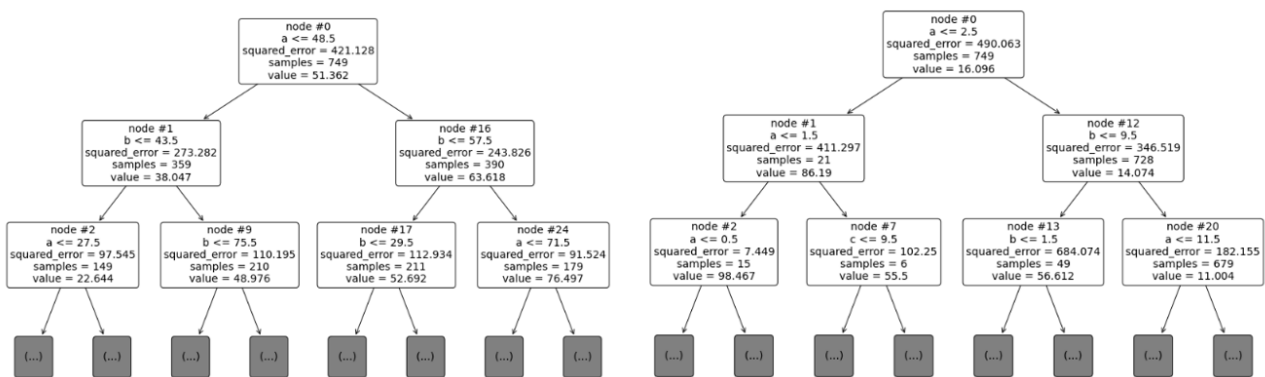 node #0
a <= 48.5
squared_error = 421.128
samples = 749
value = 51.362
node #1
b <= 43.5
squared_error = 273.282
samples = 359
value = 38.047
node #16
b <= 57.5
squared_error = 243.826
samples = 390
value = 63.618
node #2
a <= 27.5
squared_error = 97.545
samples = 149
value = 22.644
node #9
b <= 75.5
squared_error = 110.195
samples = 210
value = 48.976
node #17
b <= 29.5
squared_error = 112.934
samples = 211
value = 52.692
node #24
a <= 71.5
squared_error = 91.524
samples = 179
value = 76.497
(...)
(...)
(...)
(...)
(...)
(...)
(...)
(...)
node #0
a <= 2.5
squared_error = 490.063
samples = 749
value = 16.096
node #1
a <= 1.5
squared_error = 411.297
samples = 21
value = 86.19
node #12
b <= 9.5
squared_error = 346.519
samples = 728
value = 14.074
node #2
a <= 0.5
squared_error = 7.449
samples = 15
value = 98.467
node #7
c <= 9.5
squared_error = 102.25
samples = 6
value = 55.5
node #13
b <= 1.5
squared_error = 684.074
samples = 49
value = 56.612
node #20
a <= 11.5
squared_error = 182.155
samples = 679
value = 11.004
(...)
(...)
(...)
(...)
(...)
(...)
(...)
(...)